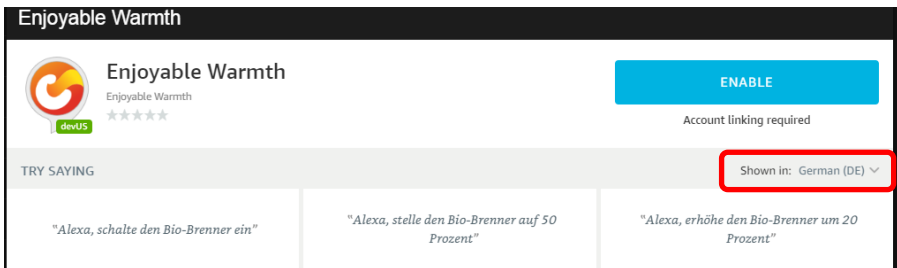 Enjoyable Warmth
Enjoyable Warmth
Enjoyable Warmth
devUS
ENABLE
Account linking required
TRY SAYING
Shown in: German (DE)
"Alexa, schalte den Bio-Brenner ein"
"Alexa, stelle den Bio-Brenner auf 50
Prozent"
"Alexa, erhöhe den Bio-Brenner um 20
Prozent"